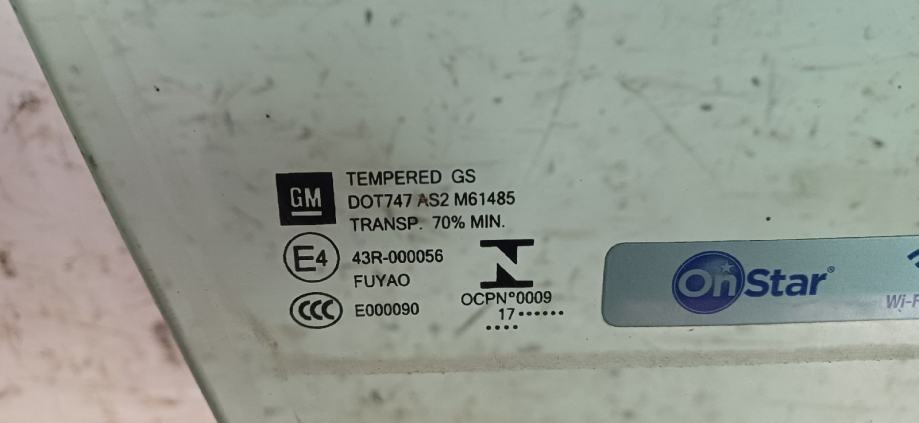 GM
TEMPERED GS
DOT747 AS2 M61485
TRANSP. 70% MIN.
E4
43R-000056
FUYAO
CCC
E000090
OCPN°0009
17••••••
••••
OnStar®